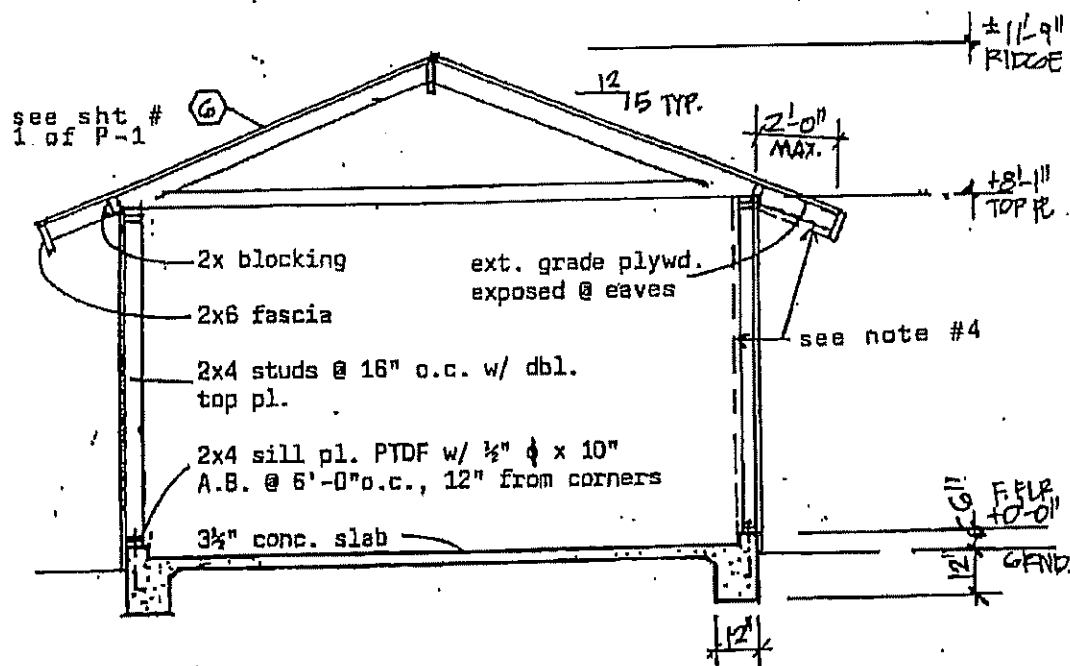 ±11'-9"
RIDGE
see sht #
1 of P-1
G
12
5 TYP.
2'-0"
MAX.
+8'-1"
TOP PL.
2x blocking
ext. grade plywd.
exposed @ eaves
2x6 fascia
see note #4
2x4 studs @ 16" o.c. w/ dbl.
top pl.
2x4 sill pl. PTDF w/ ½" ϕ x 10"
A.B. @ 6'-0"o.c., 12" from corners
3½" conc. slab
6"
F. FLR
+0'-0"
12"
GRND.
12"